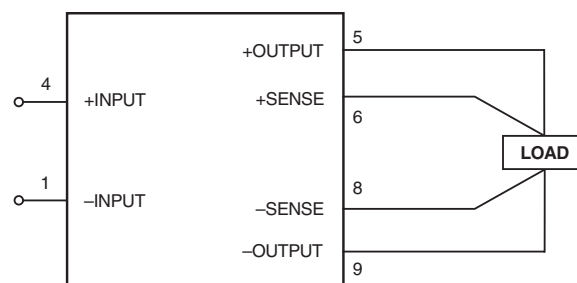 5
+OUTPUT
4
+INPUT
+SENSE
6
LOAD
1
–INPUT
8
–SENSE
–OUTPUT
9